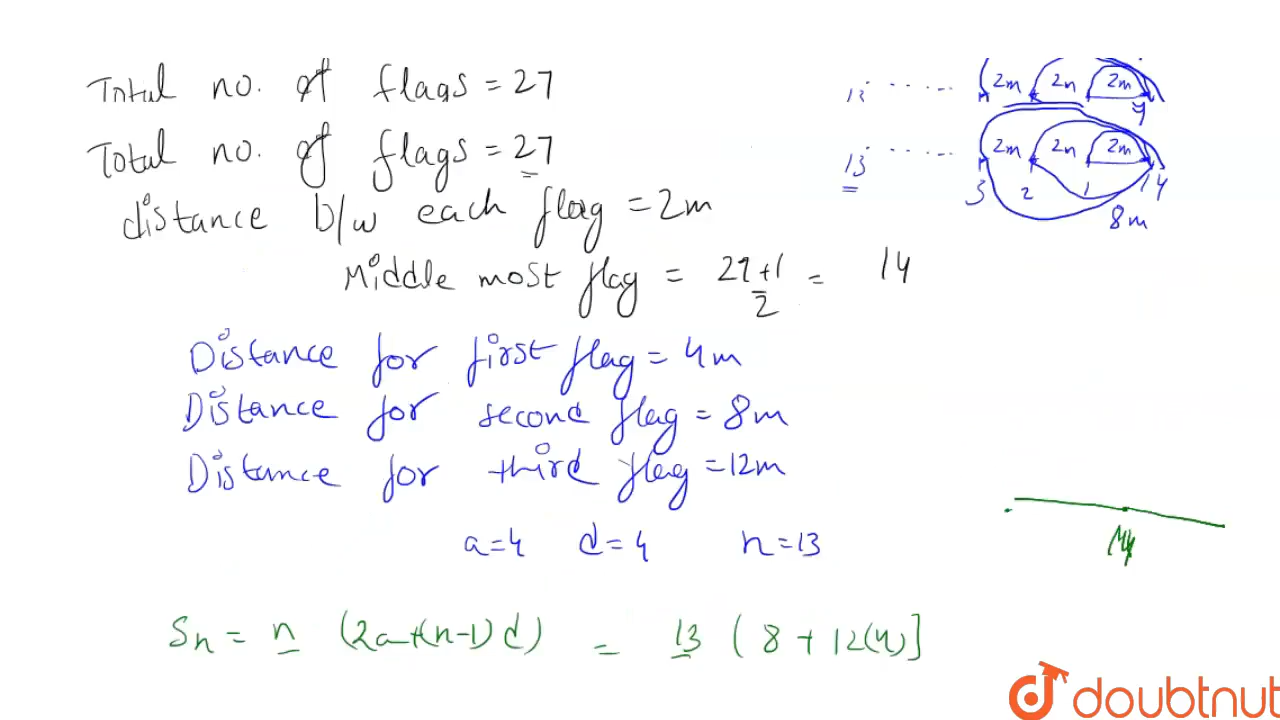 Total no. of flags = 27
Total no. of flags = 27
distance b/w each flag = 2m
Middle most flag = 27+1/2 = 14
Distance for first flag = 4m
Distance for second flag = 8m
Distance for third flag = 12m
a=4 d=4 n=13
Sn = n (2a+(n-1)d) = 13 (8+12(4)]
13 ..... 2m 2m 2m
13 ..... 2m 2m 2m
3 2 1 14
8m
14
doubtnut